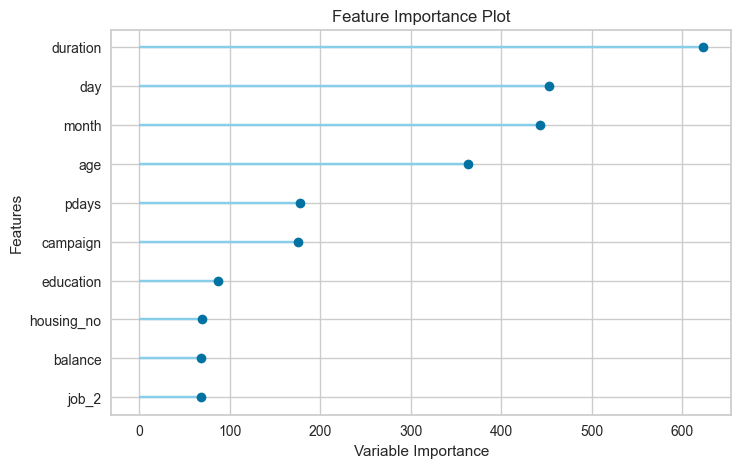 Feature Importance Plot
Features
duration
day
month
age
pdays
campaign
education
housing_no
balance
job_2
0 100 200 300 400 500 600
Variable Importance